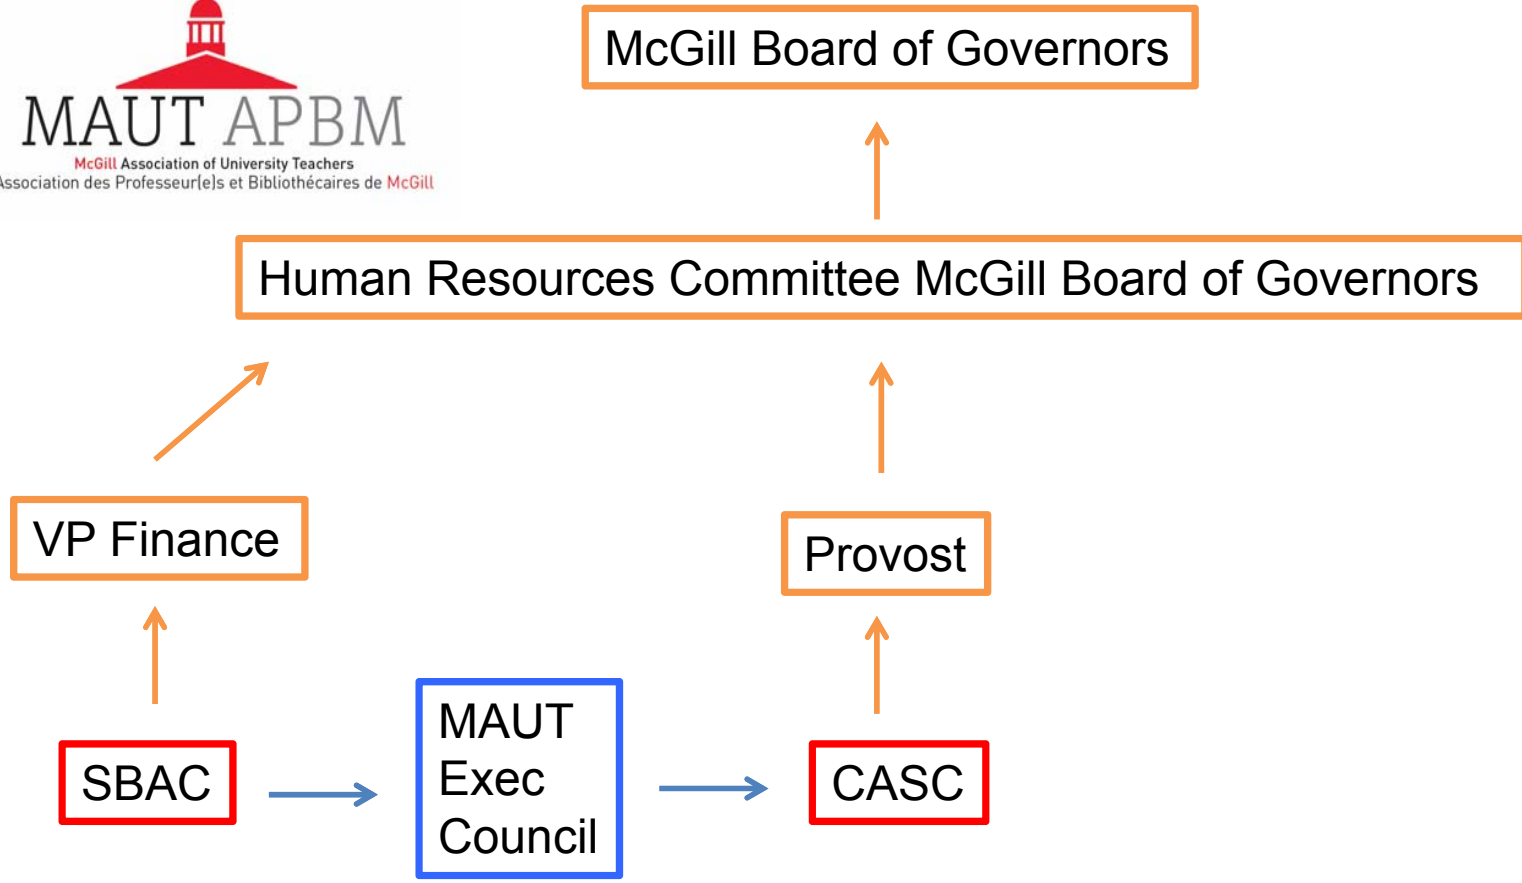 MAUT APBM
McGill Association of University Teachers
Association des Professeur(e)s et Bibliothécaires de McGill
McGill Board of Governors
Human Resources Committee McGill Board of Governors
VP Finance
Provost
SBAC
MAUT
Exec
Council
CASC